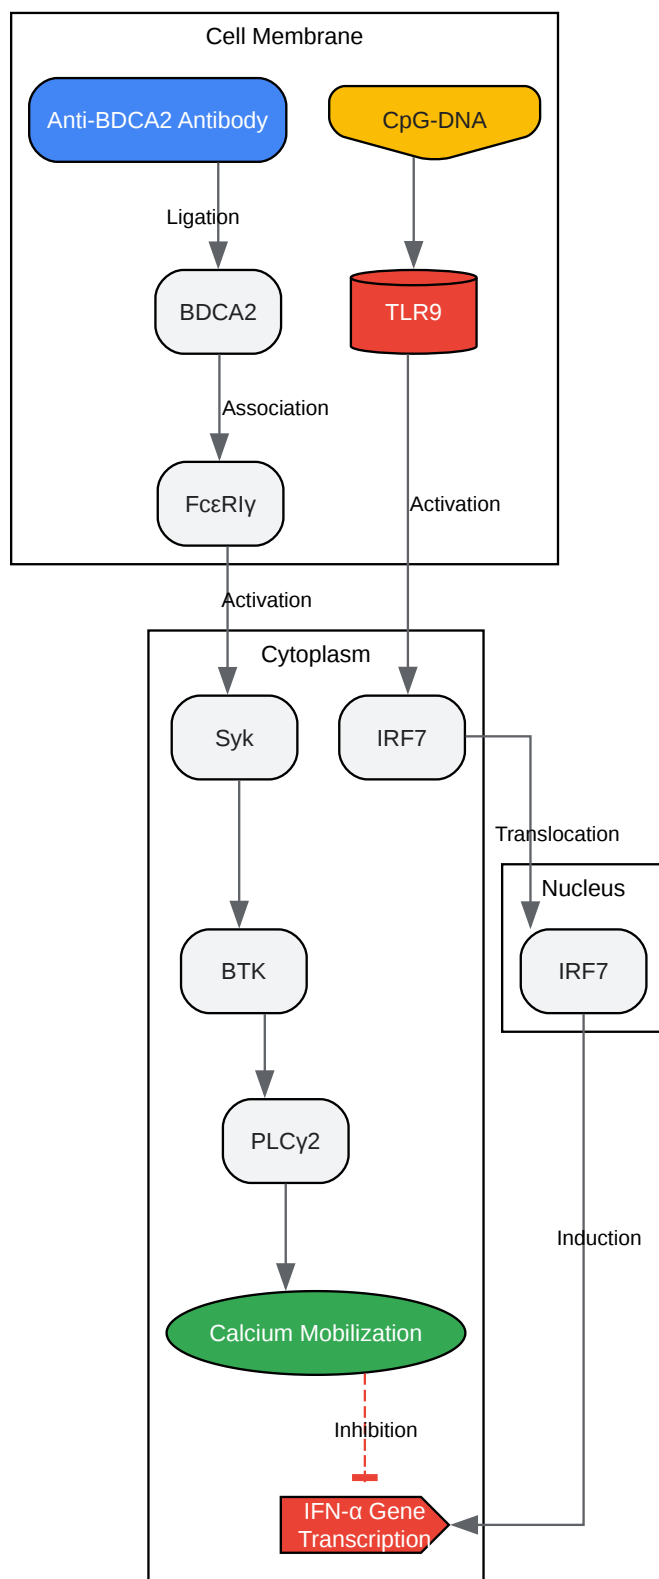 Cell Membrane
Anti-BDCA2 Antibody
CpG-DNA
Ligation
BDCA2
TLR9
Association
FcεRIγ
Activation
Activation
Cytoplasm
Syk
IRF7
Translocation
Nucleus
BTK
IRF7
PLCγ2
Induction
Calcium Mobilization
Inhibition
IFN-α Gene
Transcription